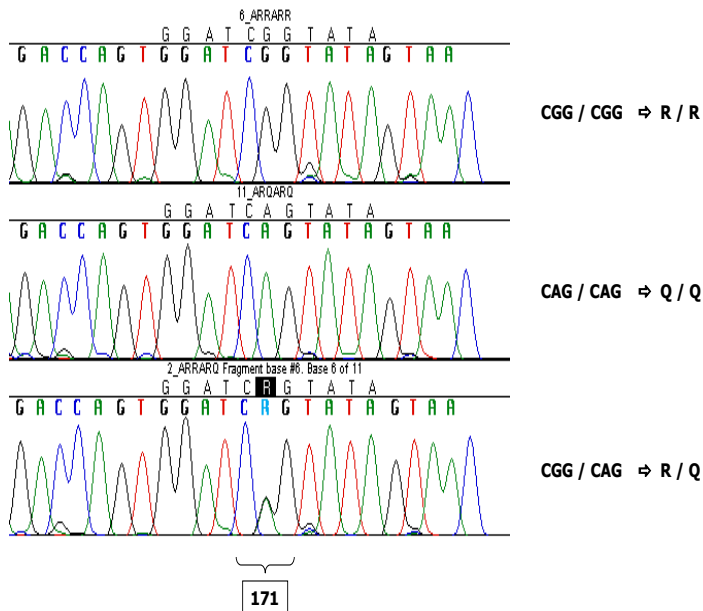 6_ARRARR
G G A T C G G T A T A
G A C C A G T G G A T C G G T A T A G T A A
CGG / CGG ⇨ R / R
11_ARQARQ
G G A T C A G T A T A
G A C C A G T G G A T C A G T A T A G T A A
CAG / CAG ⇨ Q / Q
2_ARRARQ Fragment base #6. Base 6 of 11
G G A T C R G T A T A
G A C C A G T G G A T C R G T A T A G T A A
CGG / CAG ⇨ R / Q
171